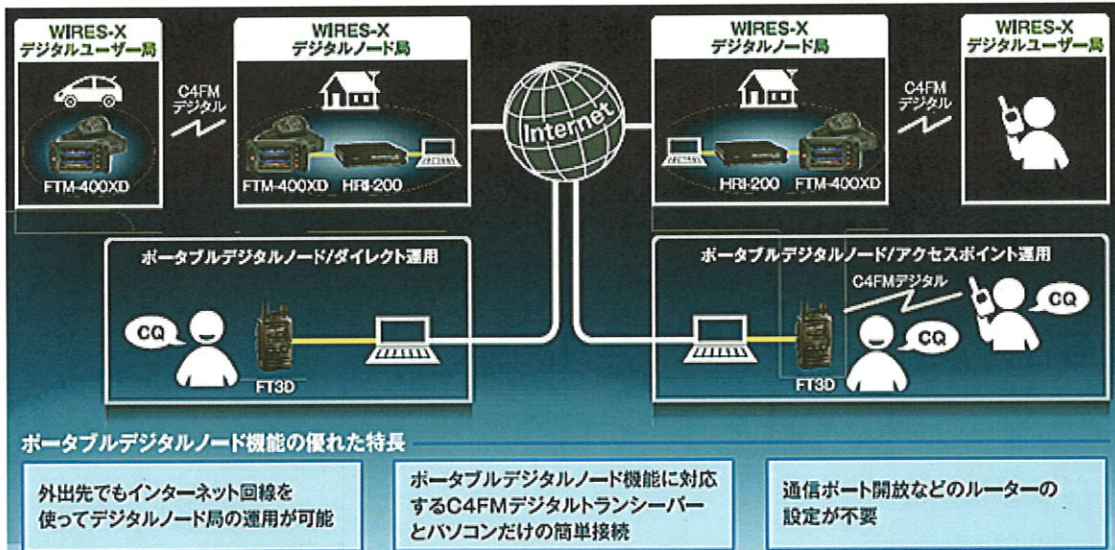 WIRES-X
デジタルユーザー局
C4FM
デジタル
FTM-400XD
WIRES-X
デジタルノード局
FTM-400XD
HRI-200
Internet
WIRES-X
デジタルノード局
HRI-200
FTM-400XD
C4FM
デジタル
WIRES-X
デジタルユーザー局
ポータブルデジタルノード/ダイレクト運用
CQ
FT3D
ポータブルデジタルノード/アクセスポイント運用
C4FMデジタル
FT3D
CQ
CQ
ポータブルデジタルノード機能の優れた特長
外出先でもインターネット回線を
使ってデジタルノード局の運用が可能
ポータブルデジタルノード機能に対応
するC4FMデジタルトランシーバー
とパソコンだけの簡単接続
通信ポート開放などのルーターの
設定が不要